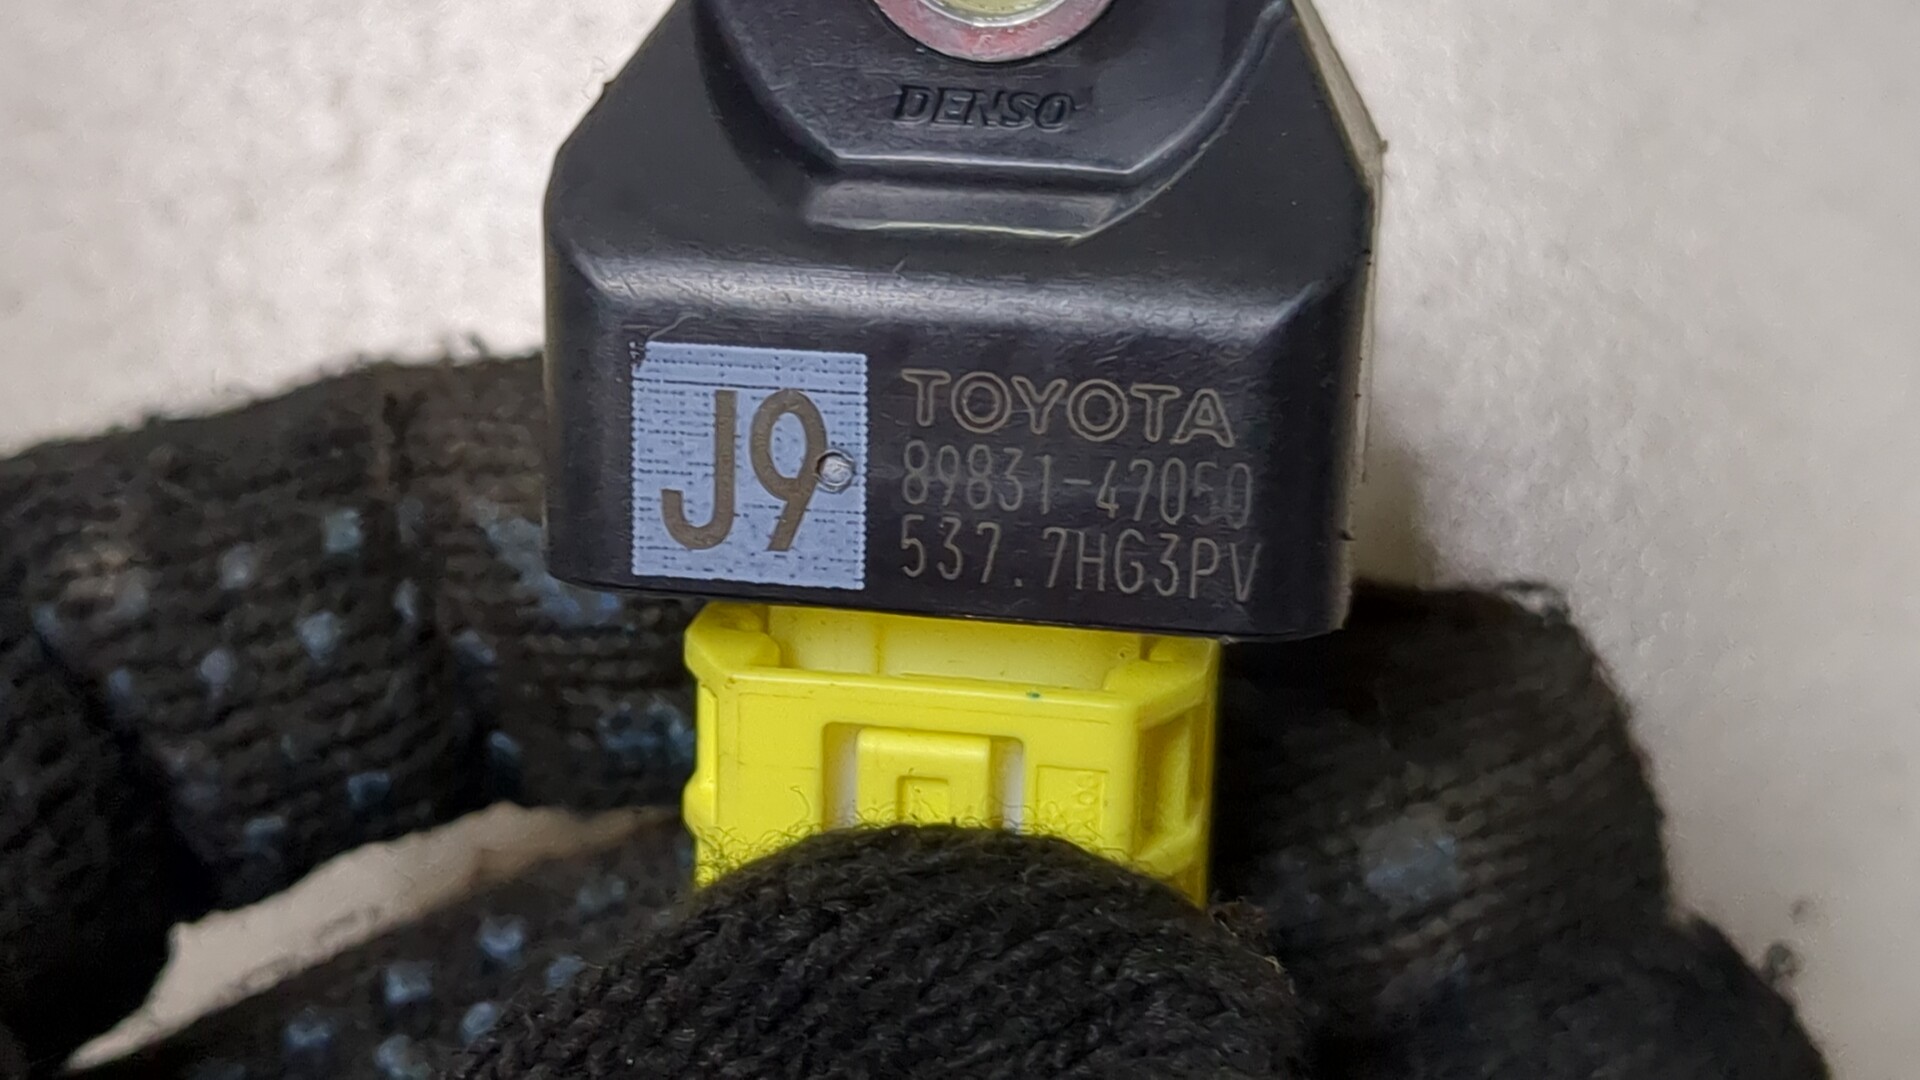 DENSO
J9
TOYOTA
89831-47050
537.7HG3PV